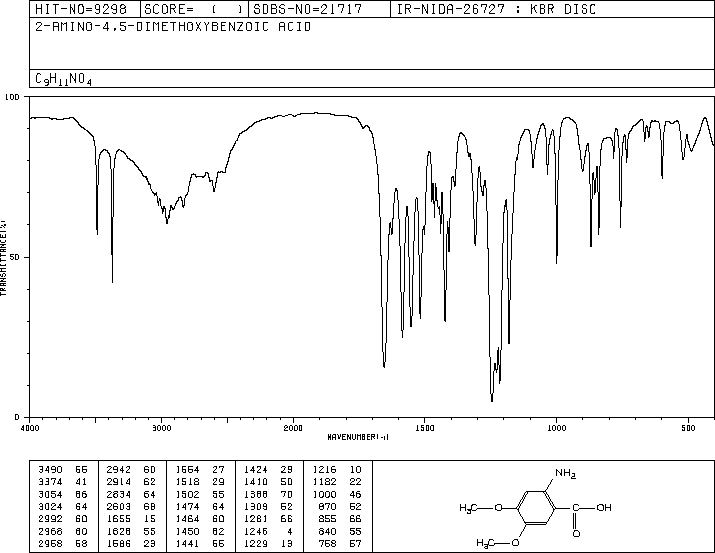 HIT-NO=9298 SCORE= ( ) SDBS-NO=21717 IR-NIDA-26727 : KBR DISC
2-AMINO-4,5-DIMETHOXYBENZOIC ACID
C9H11NO4
100
TRANSMITTANCE(%)
50
0
4000 3000 2000 1500 1000 500
WAVENUMBER(-1)
3490 55 2942 60 1554 27 1424 29 1216 10
3374 41 2914 62 1518 29 1410 50 1182 22
3054 66 2834 64 1502 55 1388 70 1000 46
3024 64 2603 68 1474 64 1309 52 870 52
2992 60 1655 15 1464 60 1281 66 855 66
2966 60 1628 55 1450 62 1245 4 840 55
2958 58 1586 23 1441 55 1229 13 758 57
NH2
H3C
O
C
OH
O
H3C
O